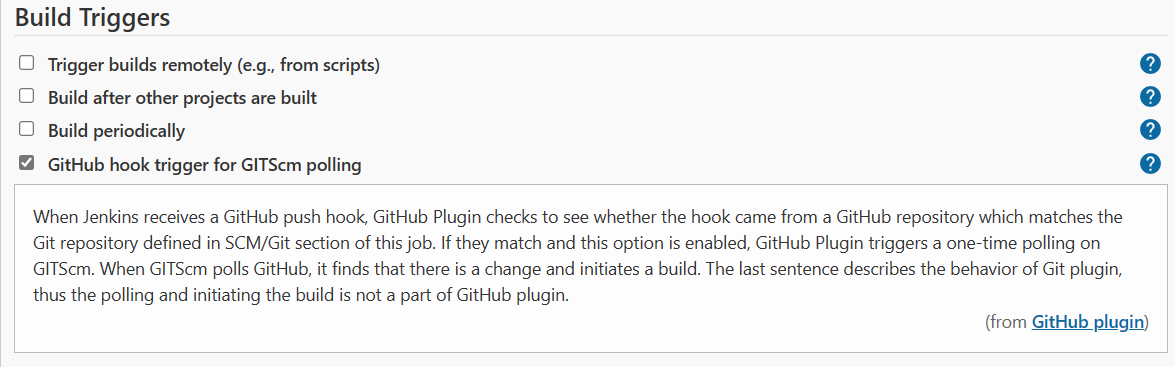 Build Triggers
Trigger builds remotely (e.g., from scripts)
?
Build after other projects are built
?
Build periodically
?
GitHub hook trigger for GITScm polling
?
When Jenkins receives a GitHub push hook, GitHub Plugin checks to see whether the hook came from a GitHub repository which matches the
Git repository defined in SCM/Git section of this job. If they match and this option is enabled, GitHub Plugin triggers a one-time polling on
GITScm. When GITScm polls GitHub, it finds that there is a change and initiates a build. The last sentence describes the behavior of Git plugin,
thus the polling and initiating the build is not a part of GitHub plugin.
(from GitHub plugin)